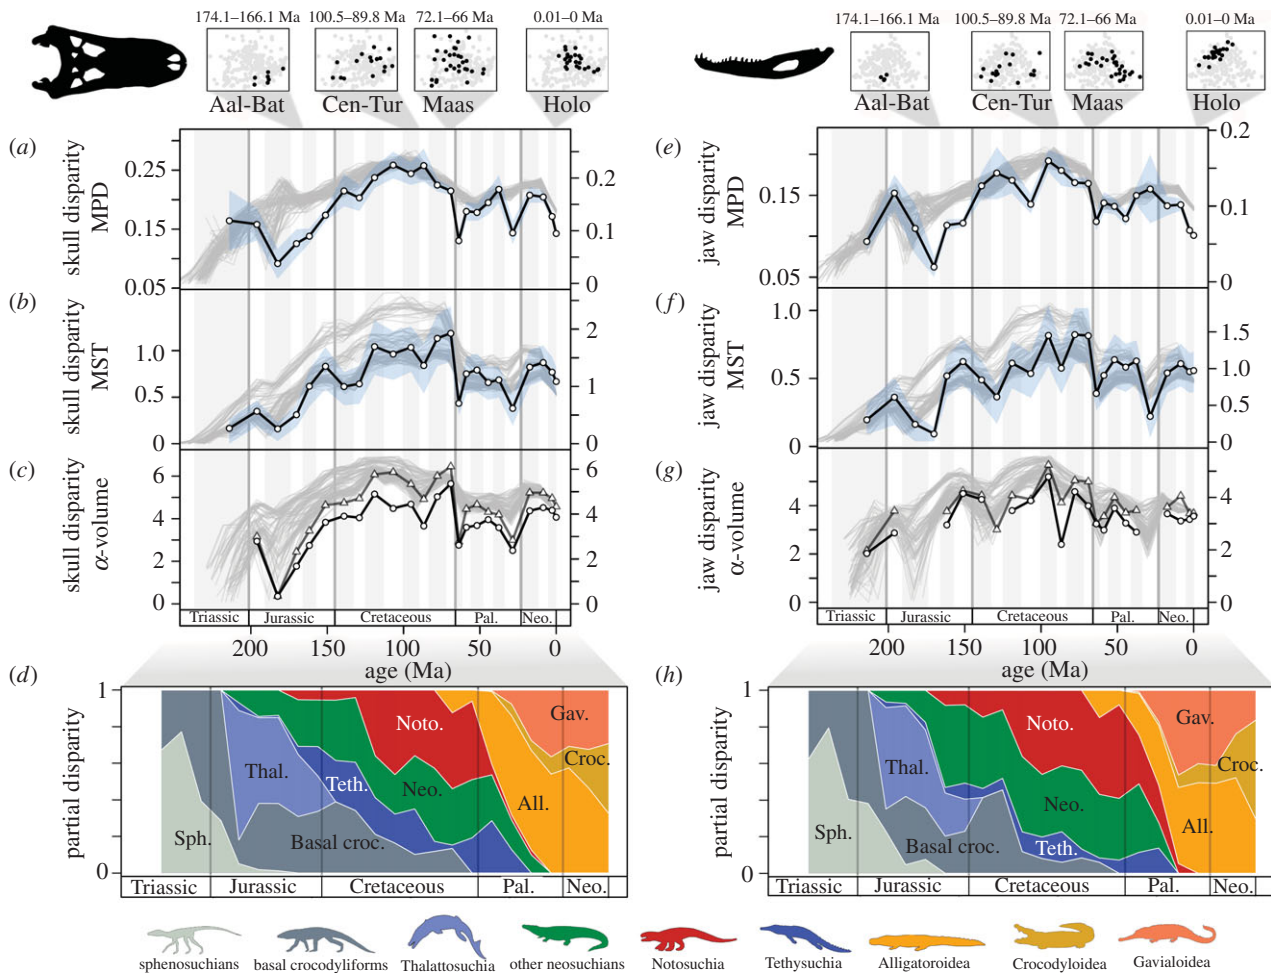 174.1–166.1 Ma 100.5–89.8 Ma 72.1–66 Ma 0.01–0 Ma
Aal-Bat Cen-Tur Maas Holo
(a)
skull disparity
MPD
0.25
0.15
0.05
0.2
0.1
0
(b)
skull disparity
MST
1.0
0.5
0
2
1
0
(c)
skull disparity
α-volume
6
4
2
0
6
4
2
0
Triassic Jurassic Cretaceous Pal. Neo.
200 150 100 50 0
age (Ma)
(d)
partial disparity
1
0
Sph. Thal. Basal croc. Teth. Neo. Noto. All. Gav. Croc.
Triassic Jurassic Cretaceous Pal. Neo.
174.1–166.1 Ma 100.5–89.8 Ma 72.1–66 Ma 0.01–0 Ma
Aal-Bat Cen-Tur Maas Holo
(e)
jaw disparity
MPD
0.15
0.05
0.2
0.1
0
(f)
jaw disparity
MST
1.0
0.5
0
1.5
1.0
0.5
0
(g)
jaw disparity
α-volume
4
2
0
4
2
0
Triassic Jurassic Cretaceous Pal. Neo.
200 150 100 50 0
age (Ma)
(h)
partial disparity
1
0
Sph. Thal. Basal croc. Teth. Neo. Noto. All. Gav. Croc.
Triassic Jurassic Cretaceous Pal. Neo.
sphenosuchians basal crocodyliforms Thalattosuchia other neosuchians Notosuchia Tethysuchia Alligatoroidea Crocodyloidea Gavialoidea